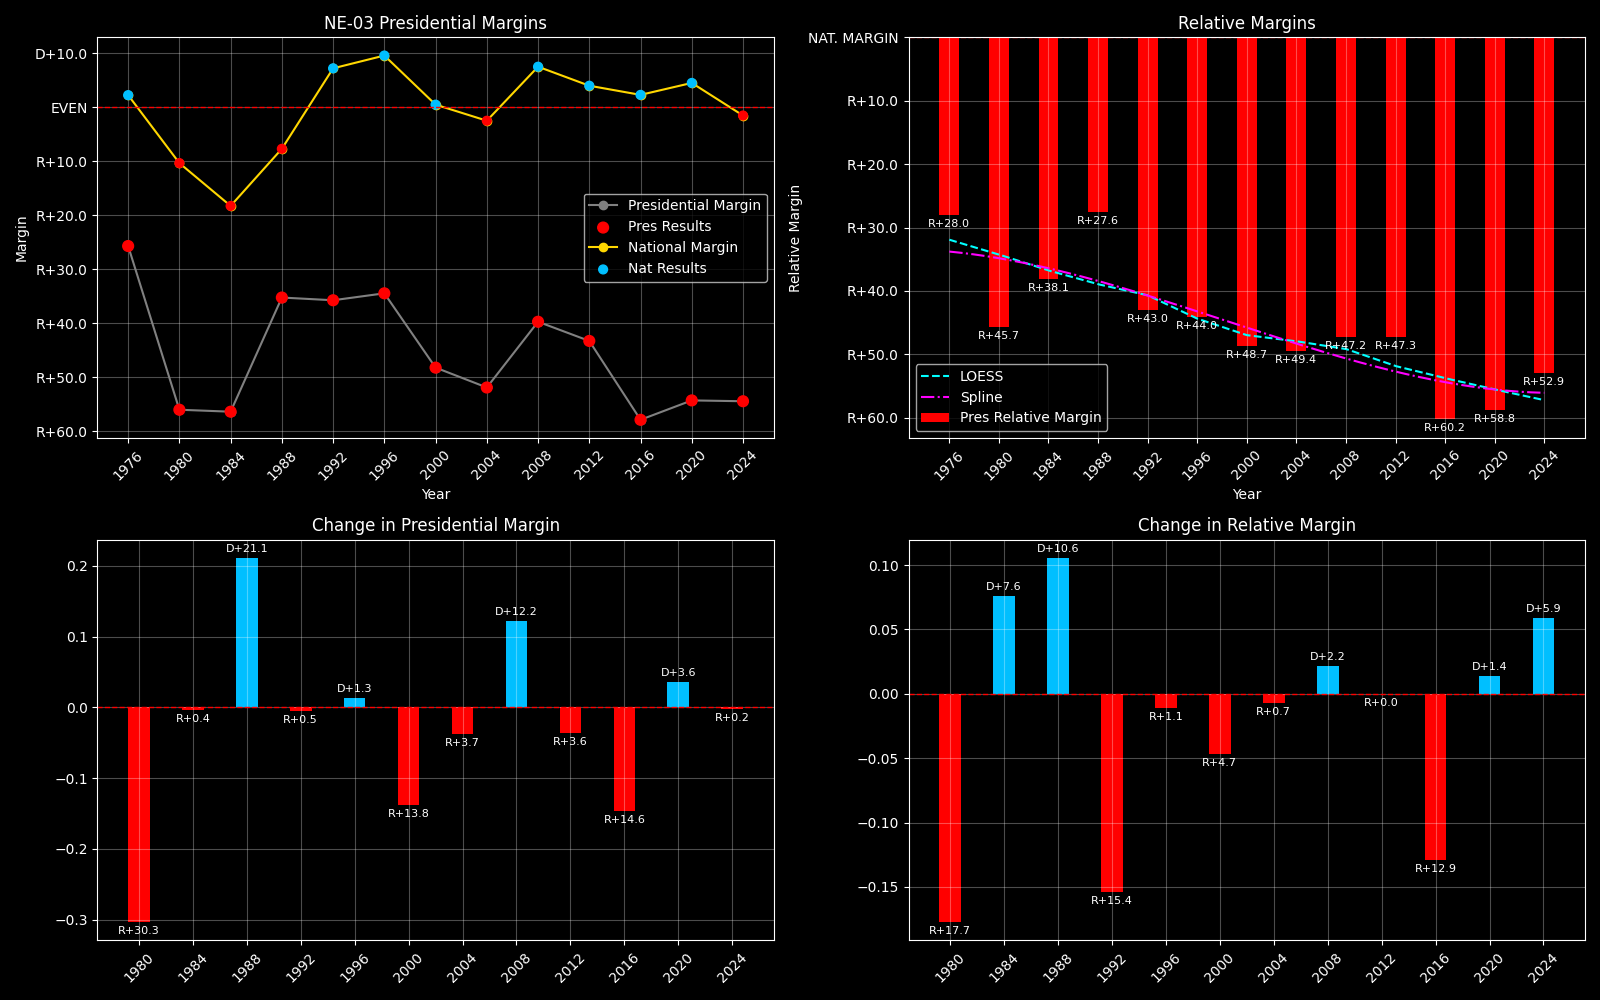 NE-03 Presidential Margins
D+10.0
EVEN
R+10.0
R+20.0
R+30.0
R+40.0
R+50.0
R+60.0
Margin
Presidential Margin
Pres Results
National Margin
Nat Results
1976
1980
1984
1988
1992
1996
2000
2004
2008
2012
2016
2020
2024
Year
Relative Margins
NAT. MARGIN
R+10.0
R+20.0
R+30.0
R+40.0
R+50.0
R+60.0
Relative Margin
R+28.0
R+45.7
R+38.1
R+27.6
R+43.0
R+44.0
R+48.7
R+49.4
R+47.2
R+47.3
R+60.2
R+58.8
R+52.9
LOESS
Spline
Pres Relative Margin
1976
1980
1984
1988
1992
1996
2000
2004
2008
2012
2016
2020
2024
Year
Change in Presidential Margin
0.2
0.1
0.0
−0.1
−0.2
−0.3
R+30.3
R+0.4
D+21.1
R+0.5
D+1.3
R+13.8
R+3.7
D+12.2
R+3.6
R+14.6
D+3.6
R+0.2
1980
1984
1988
1992
1996
2000
2004
2008
2012
2016
2020
2024
Change in Relative Margin
0.10
0.05
0.00
−0.05
−0.10
−0.15
R+17.7
D+7.6
D+10.6
R+15.4
R+1.1
R+4.7
R+0.7
D+2.2
R+0.0
R+12.9
D+1.4
D+5.9
1980
1984
1988
1992
1996
2000
2004
2008
2012
2016
2020
2024